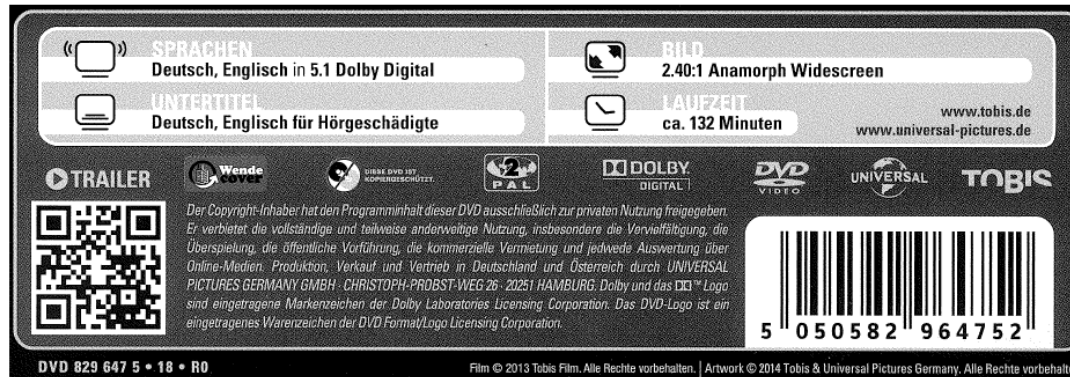 SPRACHEN
Deutsch, Englisch in 5.1 Dolby Digital
UNTERTITEL
Deutsch, Englisch für Hörgeschädigte
BILD
2.40:1 Anamorph Widescreen
LAUFZEIT
ca. 132 Minuten
www.tobis.de
www.universal-pictures.de
TRAILER
Wende
cover
DIESE DVD IST
KOPIERGESCHÜTZT.
2
PAL
DOLBY
DIGITAL
DVD
VIDEO
UNIVERSAL
TOBIS
Der Copyright-Inhaber hat den Programminhalt dieser DVD ausschließlich zur privaten Nutzung freigegeben.
Er verbietet die vollständige und teilweise anderweitige Nutzung, insbesondere die Vervielfältigung, die
Überspielung, die öffentliche Vorführung, die kommerzielle Vermietung und jedwede Auswertung über
Online-Medien. Produktion, Verkauf und Vertrieb in Deutschland und Österreich durch UNIVERSAL
PICTURES GERMANY GMBH · CHRISTOPH-PROBST-WEG 26 · 20251 HAMBURG. Dolby und das ™ Logo
sind eingetragene Markenzeichen der Dolby Laboratories Licensing Corporation. Das DVD-Logo ist ein
eingetragenes Warenzeichen der DVD Format/Logo Licensing Corporation.
5 050582 964752
DVD 829 647 5 • 18 • R0
Film © 2013 Tobis Film. Alle Rechte vorbehalten. | Artwork © 2014 Tobis & Universal Pictures Germany. Alle Rechte vorbehalte